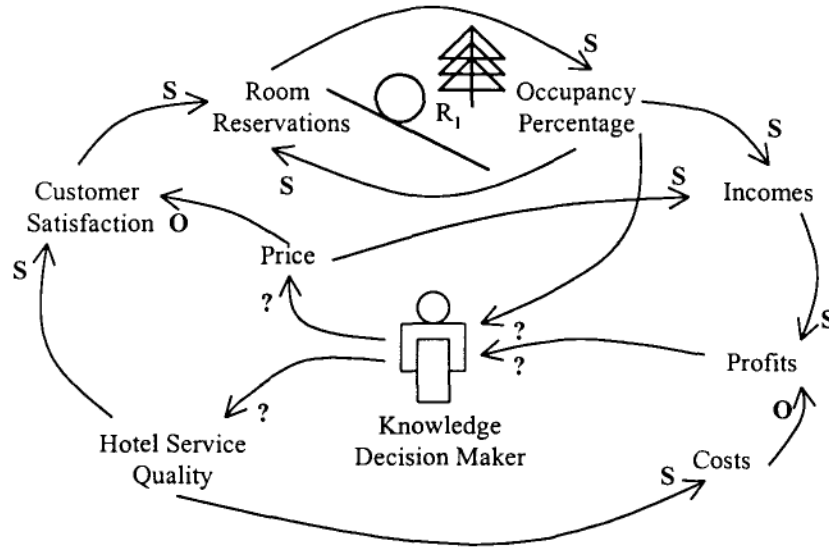 S
S
Room
Reservations
R1
Occupancy
Percentage
S
S
S
Incomes
Customer
Satisfaction
O
Price
S
?
?
?
S
Profits
?
O
Knowledge
Decision Maker
Hotel Service
Quality
S
Costs